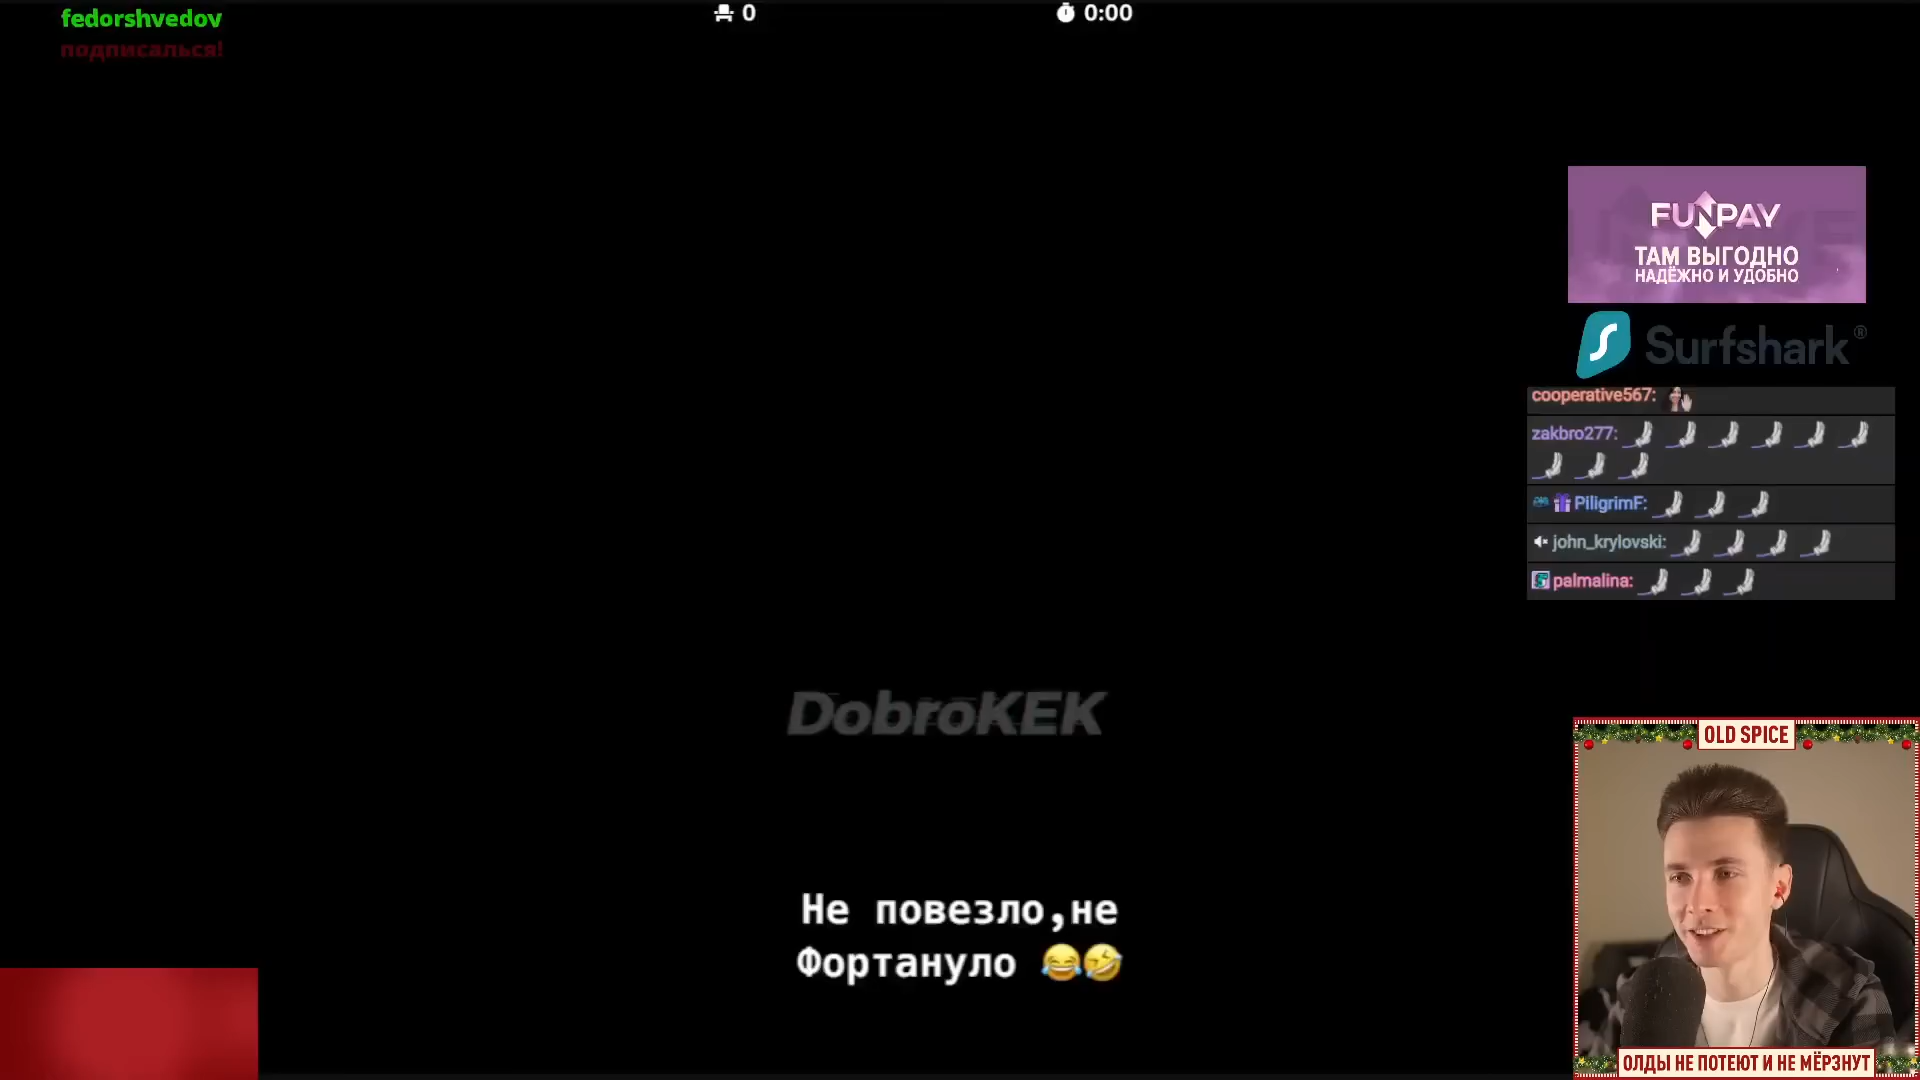 fedorshvedov
подписалься!
0
0:00
FUNPAY
ТАМ ВЫГОДНО
НАДЁЖНО И УДОБНО
Surfshark®
cooperative567:
zakbro277:
PiligrimF:
john_krylovski:
palmalina:
DobroKEK
Не повезло,не
Фортануло 😂🤣
OLD SPICE
ОЛДЫ НЕ ПОТЕЮТ И НЕ МЁРЗНУТ